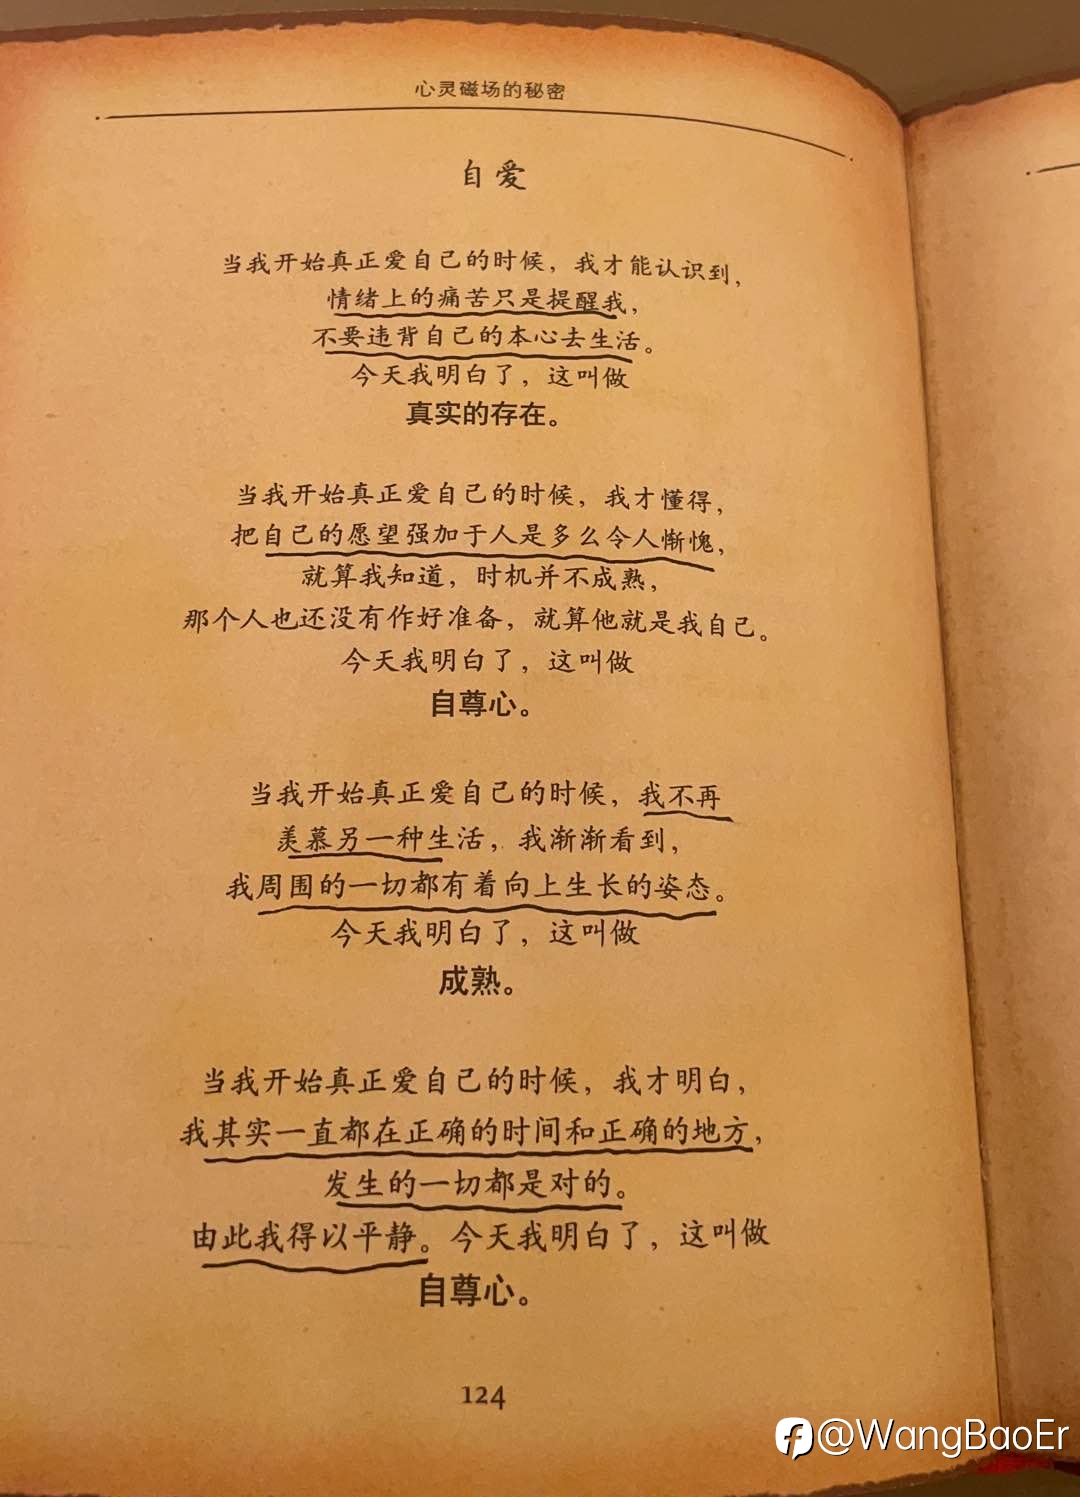 心灵磁场的秘密
自爱
当我开始真正爱自己的时候，我才能认识到，
情绪上的痛苦只是提醒我，
不要违背自己的本心去生活。
今天我明白了，这叫做
真实的存在。
当我开始真正爱自己的时候，我才懂得，
把自己的愿望强加于人是多么令人惭愧，
就算我知道，时机并不成熟，
那个人也还没有作好准备，就算他就是我自己。
今天我明白了，这叫做
自尊心。
当我开始真正爱自己的时候，我不再
羡慕另一种生活，我渐渐看到，
我周围的一切都有着向上生长的姿态。
今天我明白了，这叫做
成熟。
当我开始真正爱自己的时候，我才明白，
我其实一直都在正确的时间和正确的地方，
发生的一切都是对的。
由此我得以平静。今天我明白了，这叫做
自尊心。
124
@WangBaoEr